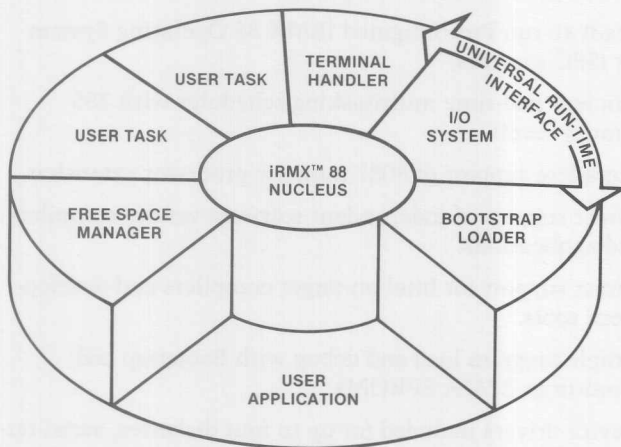 USER TASK
TERMINAL
HANDLER
UNIVERSAL RUN-TIME
INTERFACE
USER TASK
I/O
SYSTEM
iRMX™ 88
NUCLEUS
FREE SPACE
MANAGER
BOOTSTRAP
LOADER
USER
APPLICATION